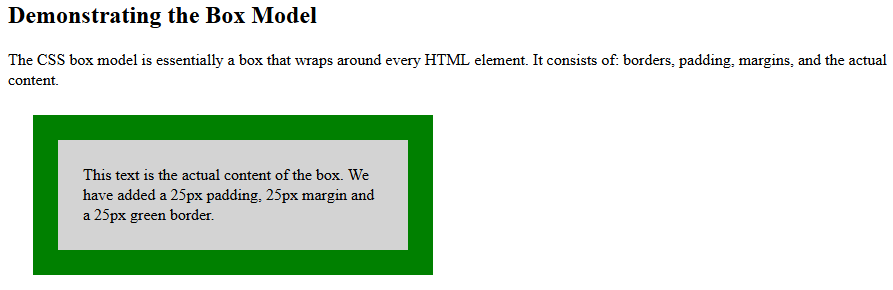 Demonstrating the Box Model
The CSS box model is essentially a box that wraps around every HTML element. It consists of: borders, padding, margins, and the actual
content.
This text is the actual content of the box. We
have added a 25px padding, 25px margin and
a 25px green border.